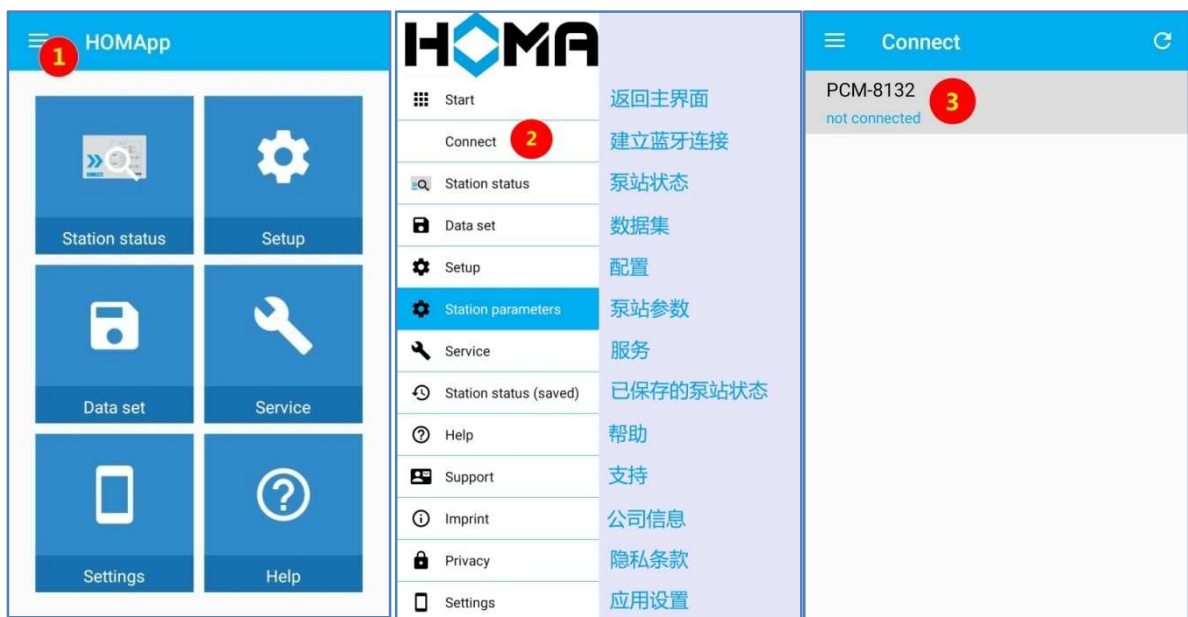 1
HOMApp
Station status
Setup
Data set
Service
Settings
Help
HOMA
Start 返回主界面
Connect 2 建立蓝牙连接
Station status 泵站状态
Data set 数据集
Setup 配置
Station parameters 泵站参数
Service 服务
Station status (saved) 已保存的泵站状态
Help 帮助
Support 支持
Imprint 公司信息
Privacy 隐私条款
Settings 应用设置
Connect
PCM-8132
3
not connected